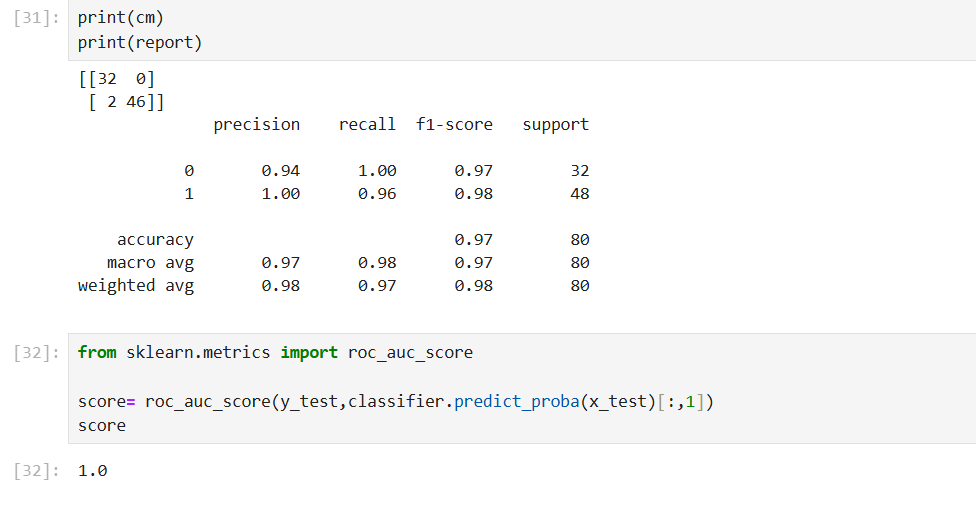 [31]: print(cm)
print(report)
[[32  0]
 [ 2 46]]
              precision    recall  f1-score   support
           0       0.94      1.00      0.97        32
           1       1.00      0.96      0.98        48
    accuracy                           0.97        80
   macro avg       0.97      0.98      0.97        80
weighted avg       0.98      0.97      0.98        80
[32]: from sklearn.metrics import roc_auc_score
score= roc_auc_score(y_test,classifier.predict_proba(x_test)[:,1])
score
[32]: 1.0